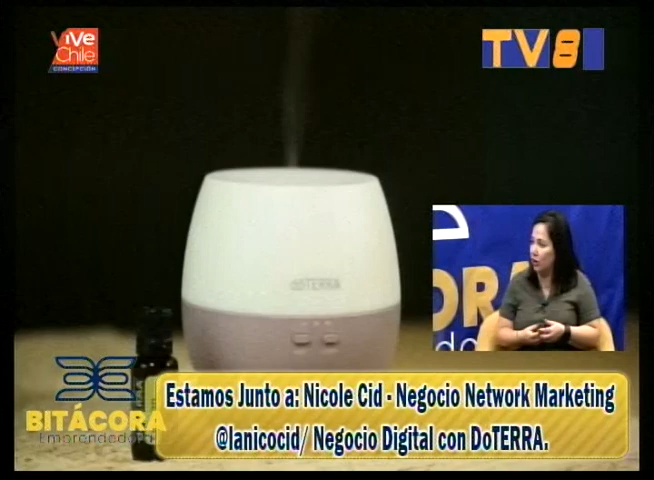 ViVe
Chile
CONCEPCIÓN
TV8
dōTERRA
ORA
BITÁCORA
Emprendedora
Estamos Junto a: Nicole Cid - Negocio Network Marketing
@lanicocid/ Negocio Digital con DoTERRA.